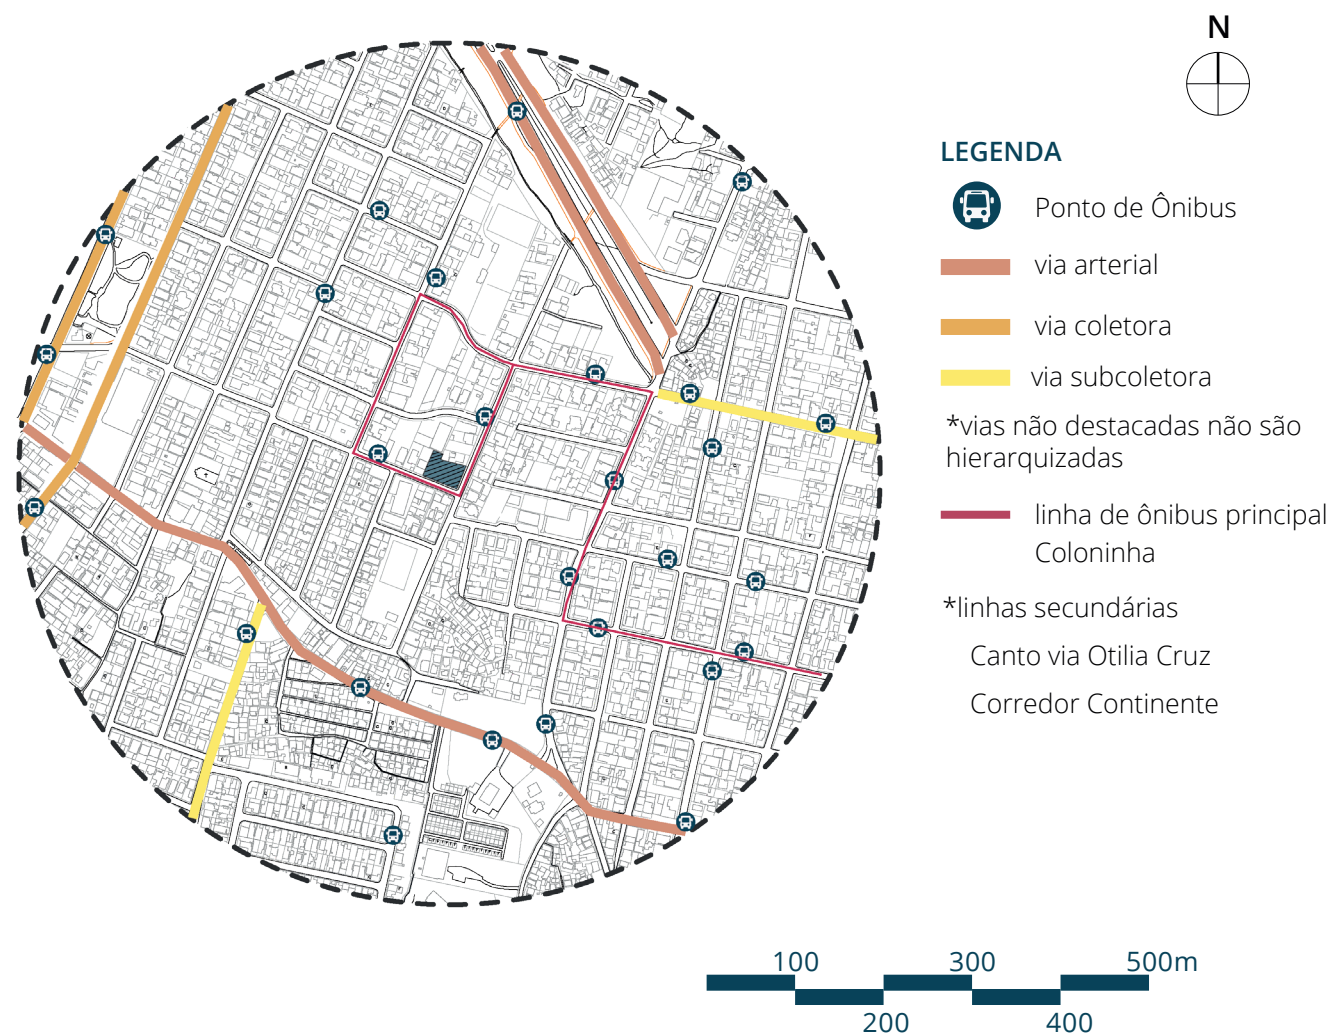 N
LEGENDA
Ponto de Ônibus
via arterial
via coletora
via subcoletora
*vias não destacadas não são
hierarquizadas
linha de ônibus principal
Coloninha
*linhas secundárias
Canto via Otilia Cruz
Corredor Continente
100 300 500m
200 400